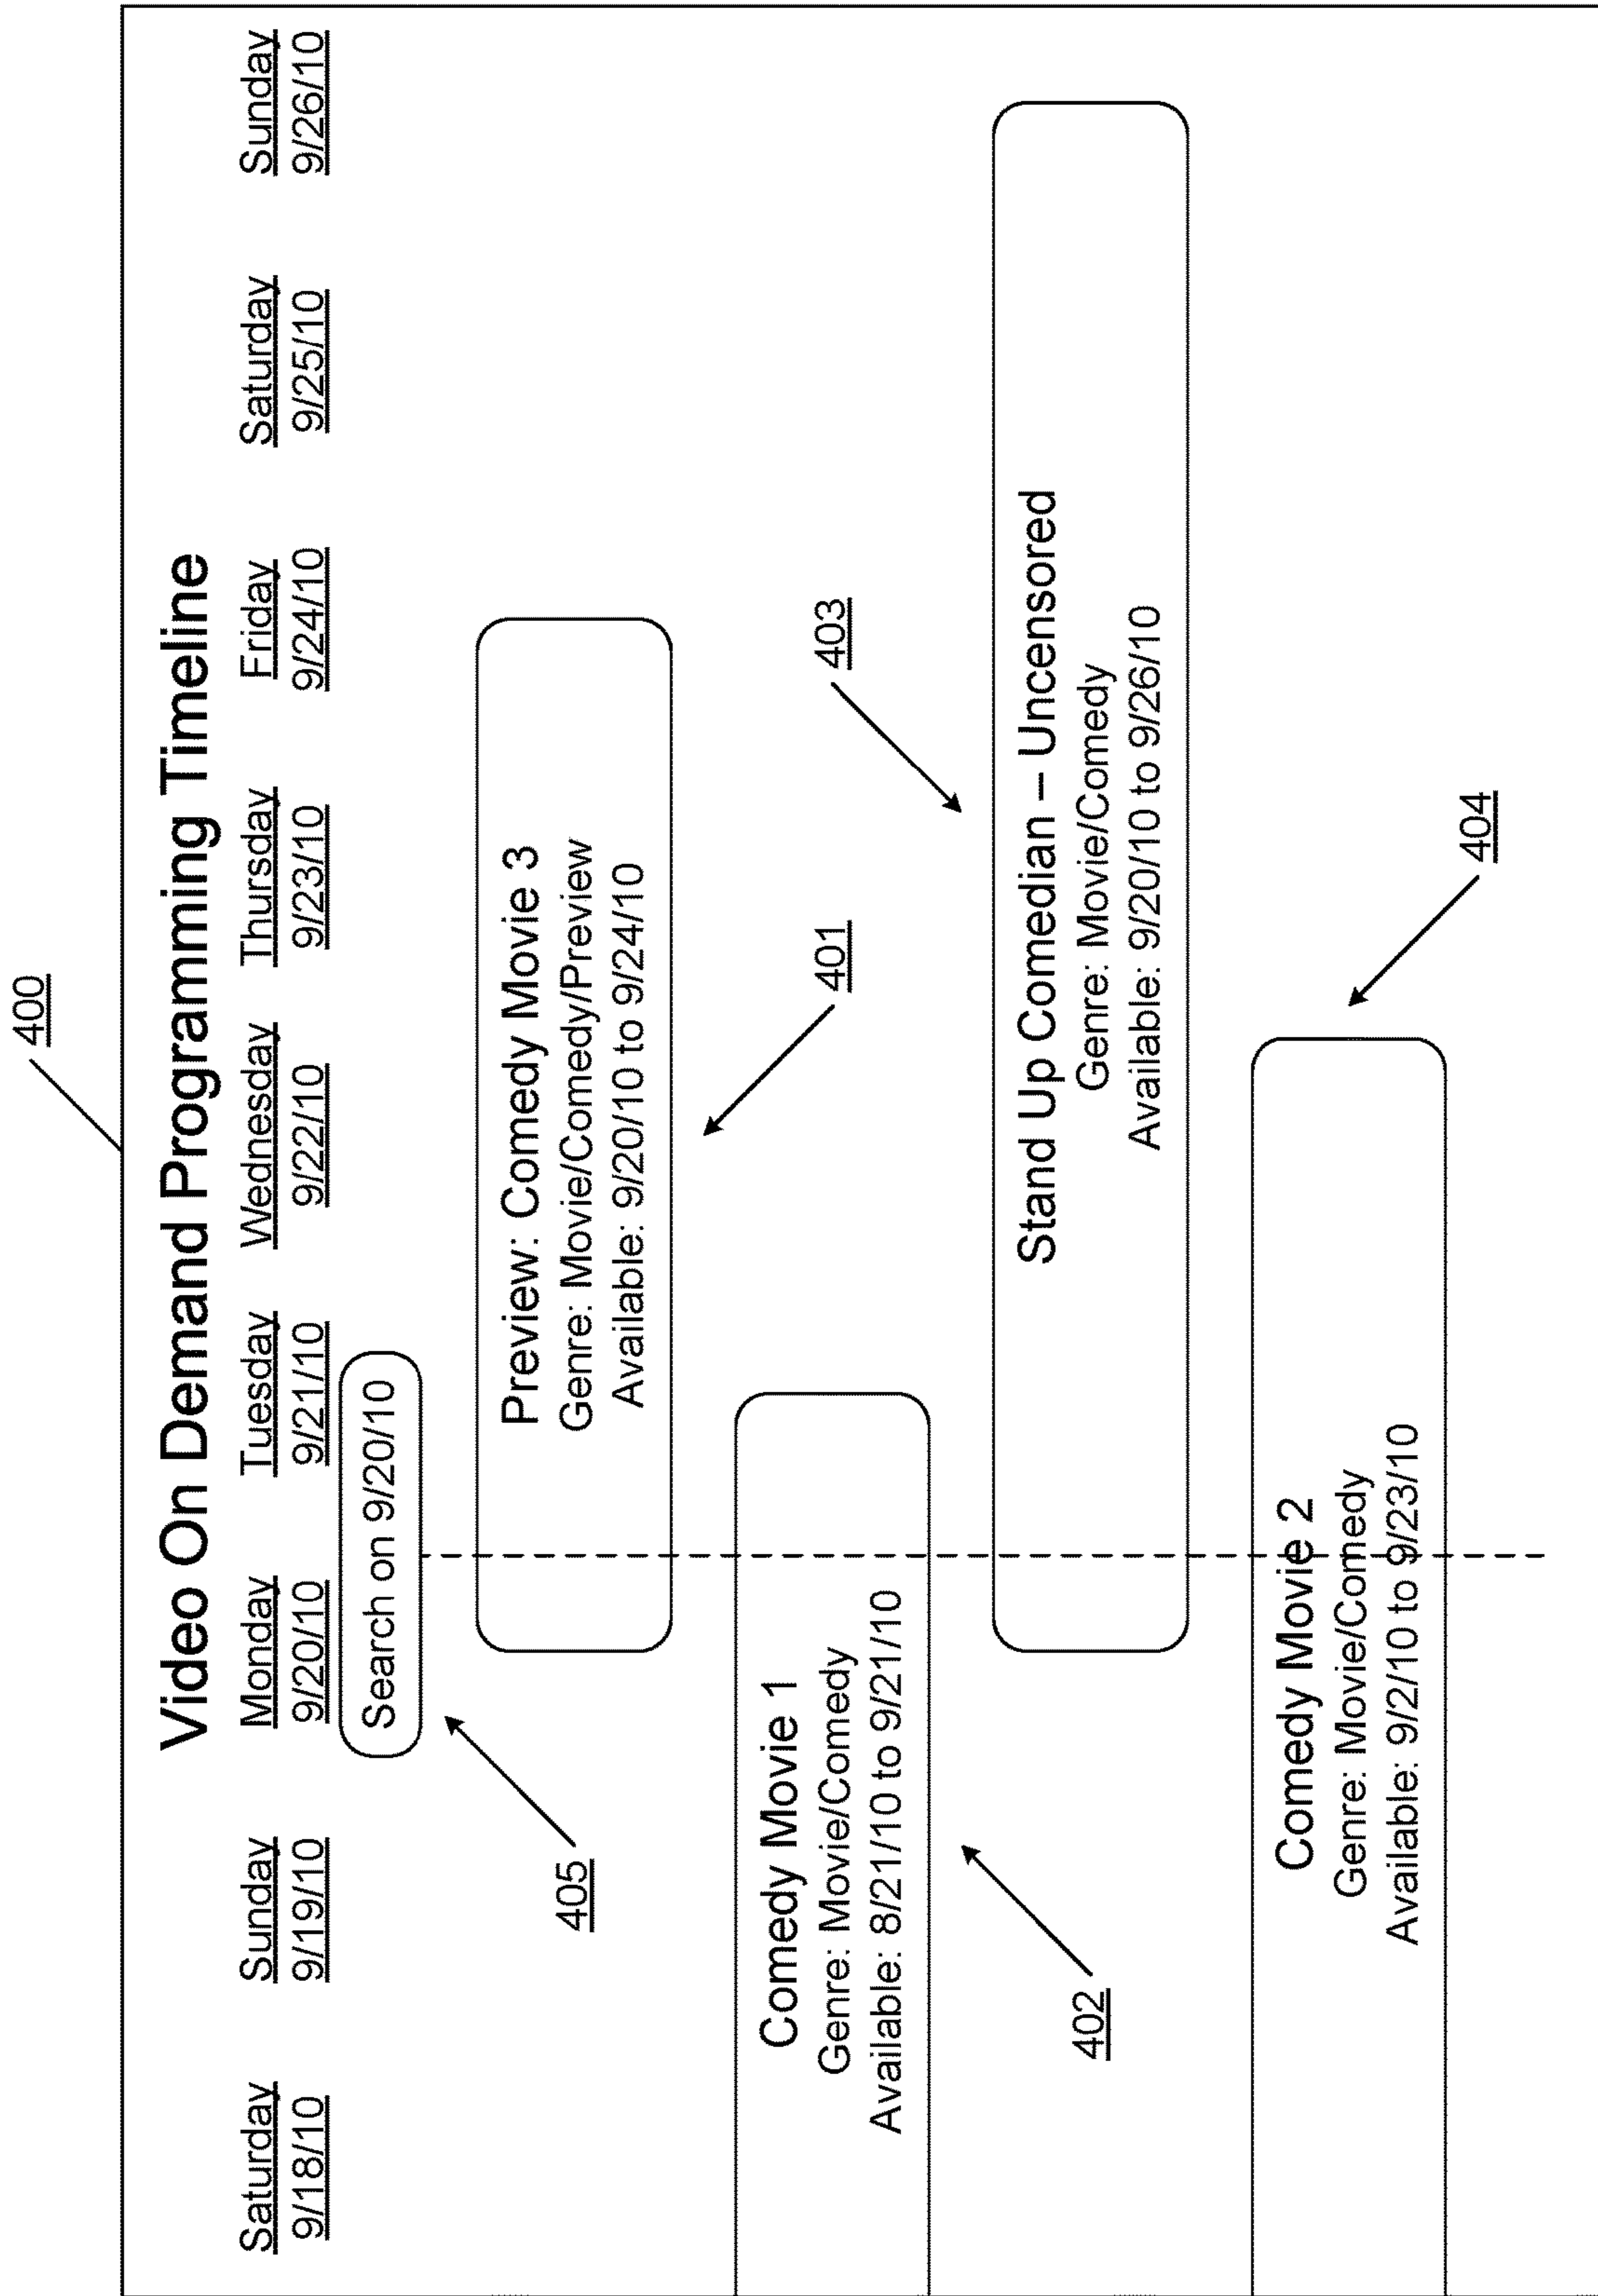 400
Video On Demand Programming Timeline
Saturday Sunday Monday Tuesday Wednesday Thursday Friday Saturday Sunday
9/18/10 9/19/10 9/20/10 9/21/10 9/22/10 9/23/10 9/24/10 9/25/10 9/26/10
Search on 9/20/10
405
Preview: Comedy Movie 3
Genre: Movie/Comedy/Preview
Available: 9/20/10 to 9/24/10
401
Comedy Movie 1
Genre: Movie/Comedy
Available: 8/21/10 to 9/21/10
402
403
Stand Up Comedian – Uncensored
Genre: Movie/Comedy
Available: 9/20/10 to 9/26/10
404
Comedy Movie 2
Genre: Movie/Comedy
Available: 9/2/10 to 9/23/10